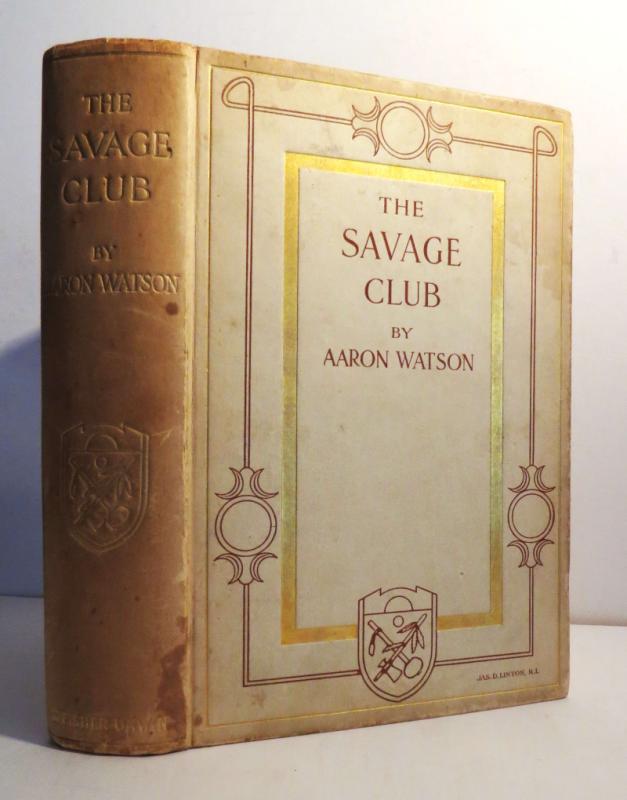 THE
SAVAGE
CLUB
BY
AARON WATSON
THE
SAVAGE
CLUB
BY
AARON WATSON
JAS. D. LINTON, R.I.